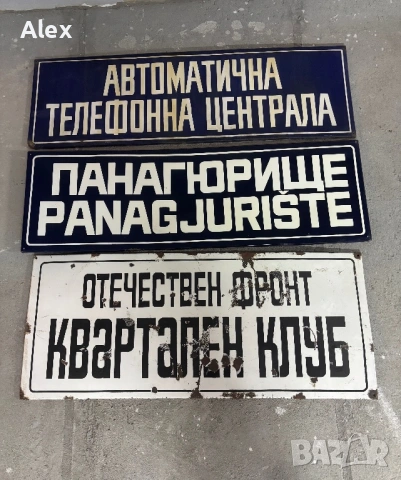 Alex
АВТОМАТИЧНА
ТЕЛЕФОННА ЦЕНТРАЛА
ПАНАГЮРИЩЕ
PANAGJURIŠTE
ОТЕЧЕСТВЕН ФРОНТ
КВАРТАЛЕН КЛУБ
BAZAR